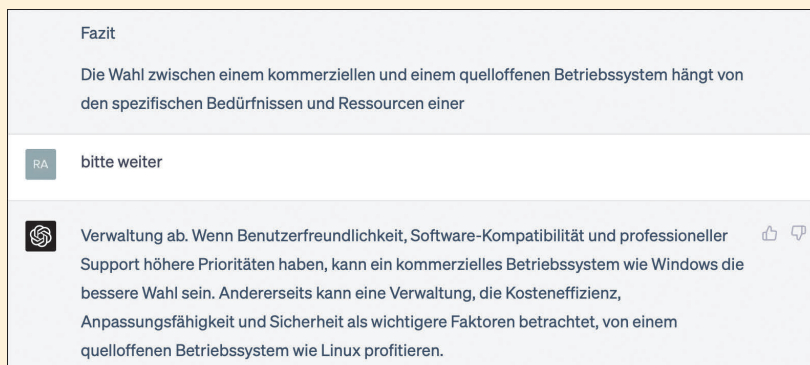 Fazit
Die Wahl zwischen einem kommerziellen und einem quelloffenen Betriebssystem hängt von
den spezifischen Bedürfnissen und Ressourcen einer
RA
bitte weiter
Verwaltung ab. Wenn Benutzerfreundlichkeit, Software-Kompatibilität und professioneller
Support höhere Prioritäten haben, kann ein kommerzielles Betriebssystem wie Windows die
bessere Wahl sein. Andererseits kann eine Verwaltung, die Kosteneffizienz,
Anpassungsfähigkeit und Sicherheit als wichtigere Faktoren betrachtet, von einem
quelloffenen Betriebssystem wie Linux profitieren.